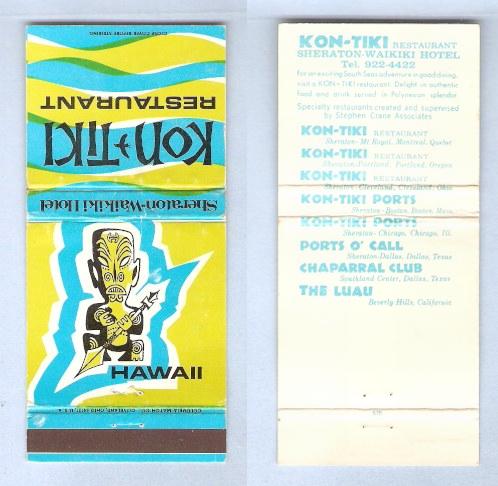 CLOSE COVER BEFORE STRIKING
KON-TIKI
RESTAURANT
Sheraton-Waikiki Hotel
HAWAII
KON-TIKI RESTAURANT
SHERATON-WAIKIKI HOTEL
Tel. 922-4422
For an exciting South Seas adventure in good dining,
visit a KON-TIKI restaurant. Delight in authentic
food and drink served in Polynesian splendor
Specialty restaurants created and supervised
by Stephen Crane Associates
KON-TIKI RESTAURANT
Sheraton-Mt Royal, Montreal, Quebec
KON-TIKI RESTAURANT
Sheraton-Portland, Portland, Oregon
KON-TIKI RESTAURANT
Sheraton-Cleveland, Cleveland, Ohio
KON-TIKI PORTS
Sheraton-Boston, Boston, Mass.
KON-TIKI PORTS
Sheraton-Chicago, Chicago, Ill.
PORTS O' CALL
Sheraton-Dallas, Dallas, Texas
CHAPARRAL CLUB
Southland Center, Dallas, Texas
THE LUAU
Beverly Hills, California